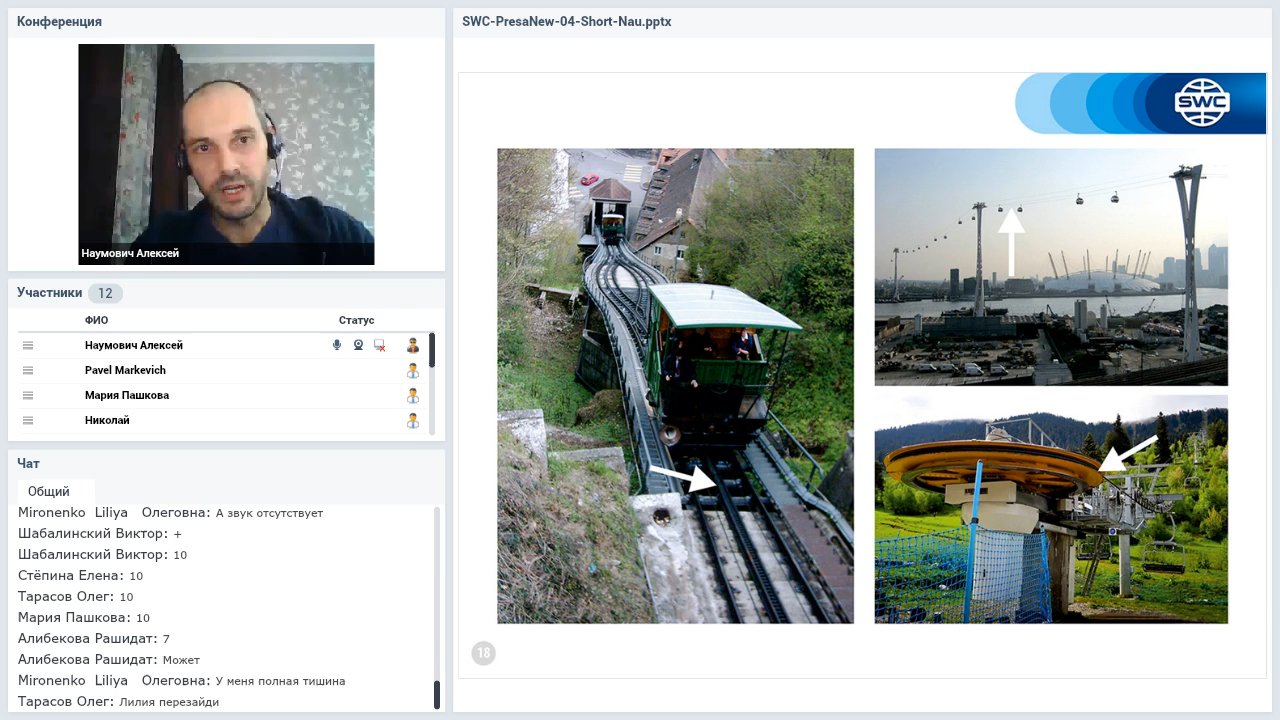 Конференция
Наумович Алексей
Участники 12
ФИО Статус
Наумович Алексей
Pavel Markevich
Мария Пашкова
Николай
Чат
Общий
Mironenko Liliya Олеговна: А звук отсутствует
Шабалинский Виктор: +
Шабалинский Виктор: 10
Стёпина Елена: 10
Тарасов Олег: 10
Мария Пашкова: 10
Алибекова Рашидат: 7
Алибекова Рашидат: Может
Mironenko Liliya Олеговна: У меня полная тишина
Тарасов Олег: Лилия перезайди
SWC-PresaNew-04-Short-Nau.pptx
SWC
18